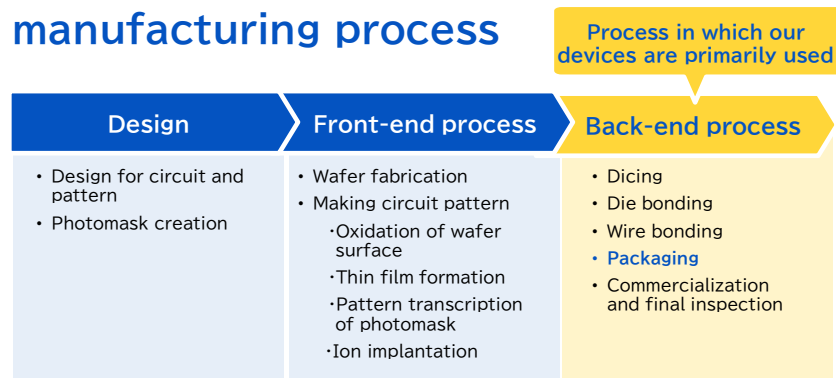 manufacturing process
Process in which our
devices are primarily used
Design
Front-end process
Back-end process
• Design for circuit and
pattern
• Photomask creation
• Wafer fabrication
• Making circuit pattern
・Oxidation of wafer
surface
・Thin film formation
・Pattern transcription
of photomask
・Ion implantation
• Dicing
• Die bonding
• Wire bonding
• Packaging
• Commercialization
and final inspection